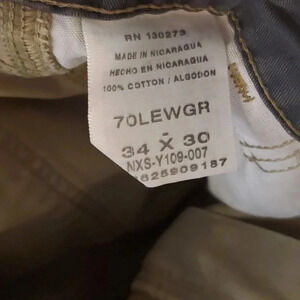 RN 130273
MADE IN NICARAGUA
HECHO EN NICARAGUA
100% COTTON / ALGODON
70LEWGR
-
34 X 30
NXS-Y109-007
625909187